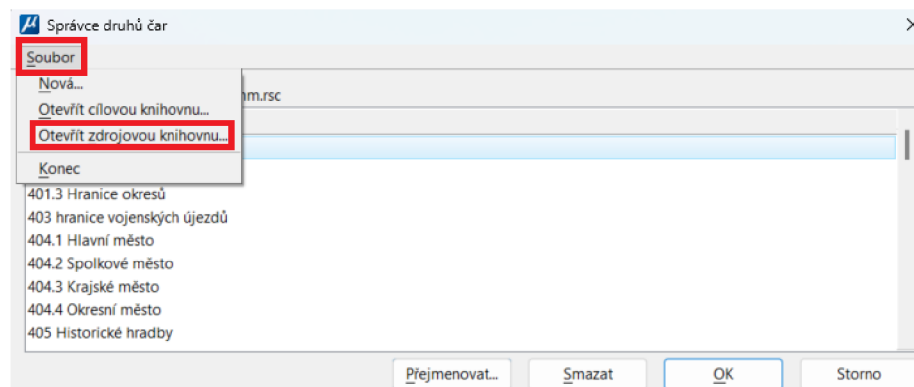 Správce druhů čar
Soubor
Nová...
Otevřít cílovou knihovnu...
Otevřít zdrojovou knihovnu...
Konec
401.3 Hranice okresů
403 hranice vojenských újezdů
404.1 Hlavní město
404.2 Spolkové město
404.3 Krajské město
404.4 Okresní město
405 Historické hradby
Přejmenovat... Smazat OK Storno